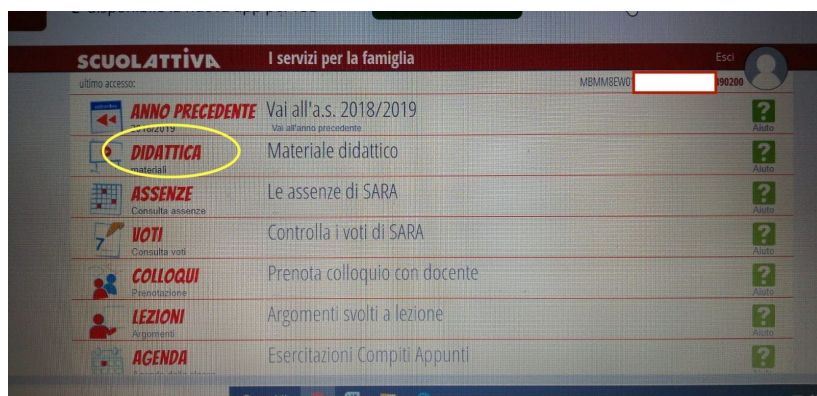 SCUOLATTIVA I servizi per la famiglia Esci
ultimo accesso: MBMM8EW0 090200
ANNO PRECEDENTE Vai all'a.s. 2018/2019
2018/2019 Vai all'anno precedente Aiuto
DIDATTICA Materiale didattico
materiali Aiuto
ASSENZE Le assenze di SARA
Consulta assenze Aiuto
VOTI Controlla i voti di SARA
Consulta voti Aiuto
COLLOQUI Prenota colloquio con docente
Prenotazione Aiuto
LEZIONI Argomenti svolti a lezione
Argomenti Aiuto
AGENDA Esercitazioni Compiti Appunti